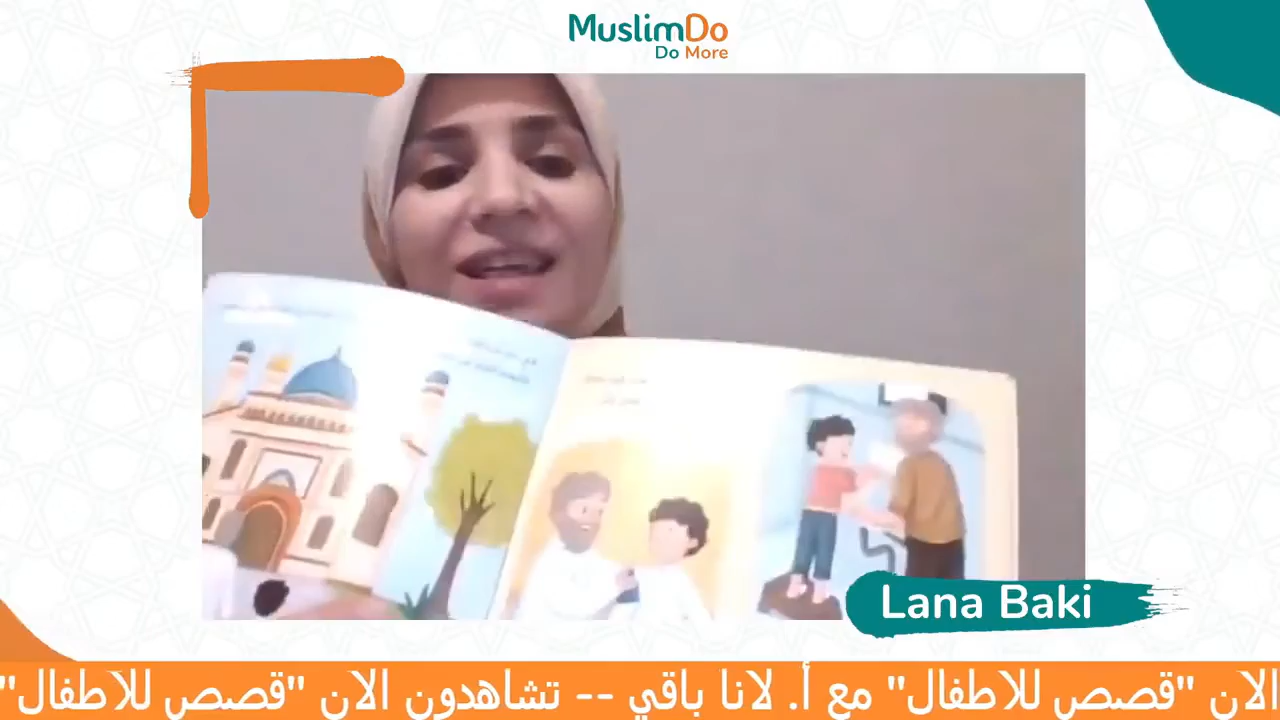 MuslimDo
Do More
Lana Baki
الان "قصص للاطفال" مع أ. لانا باقي -- تشاهدون الان "قصص للاطفال"